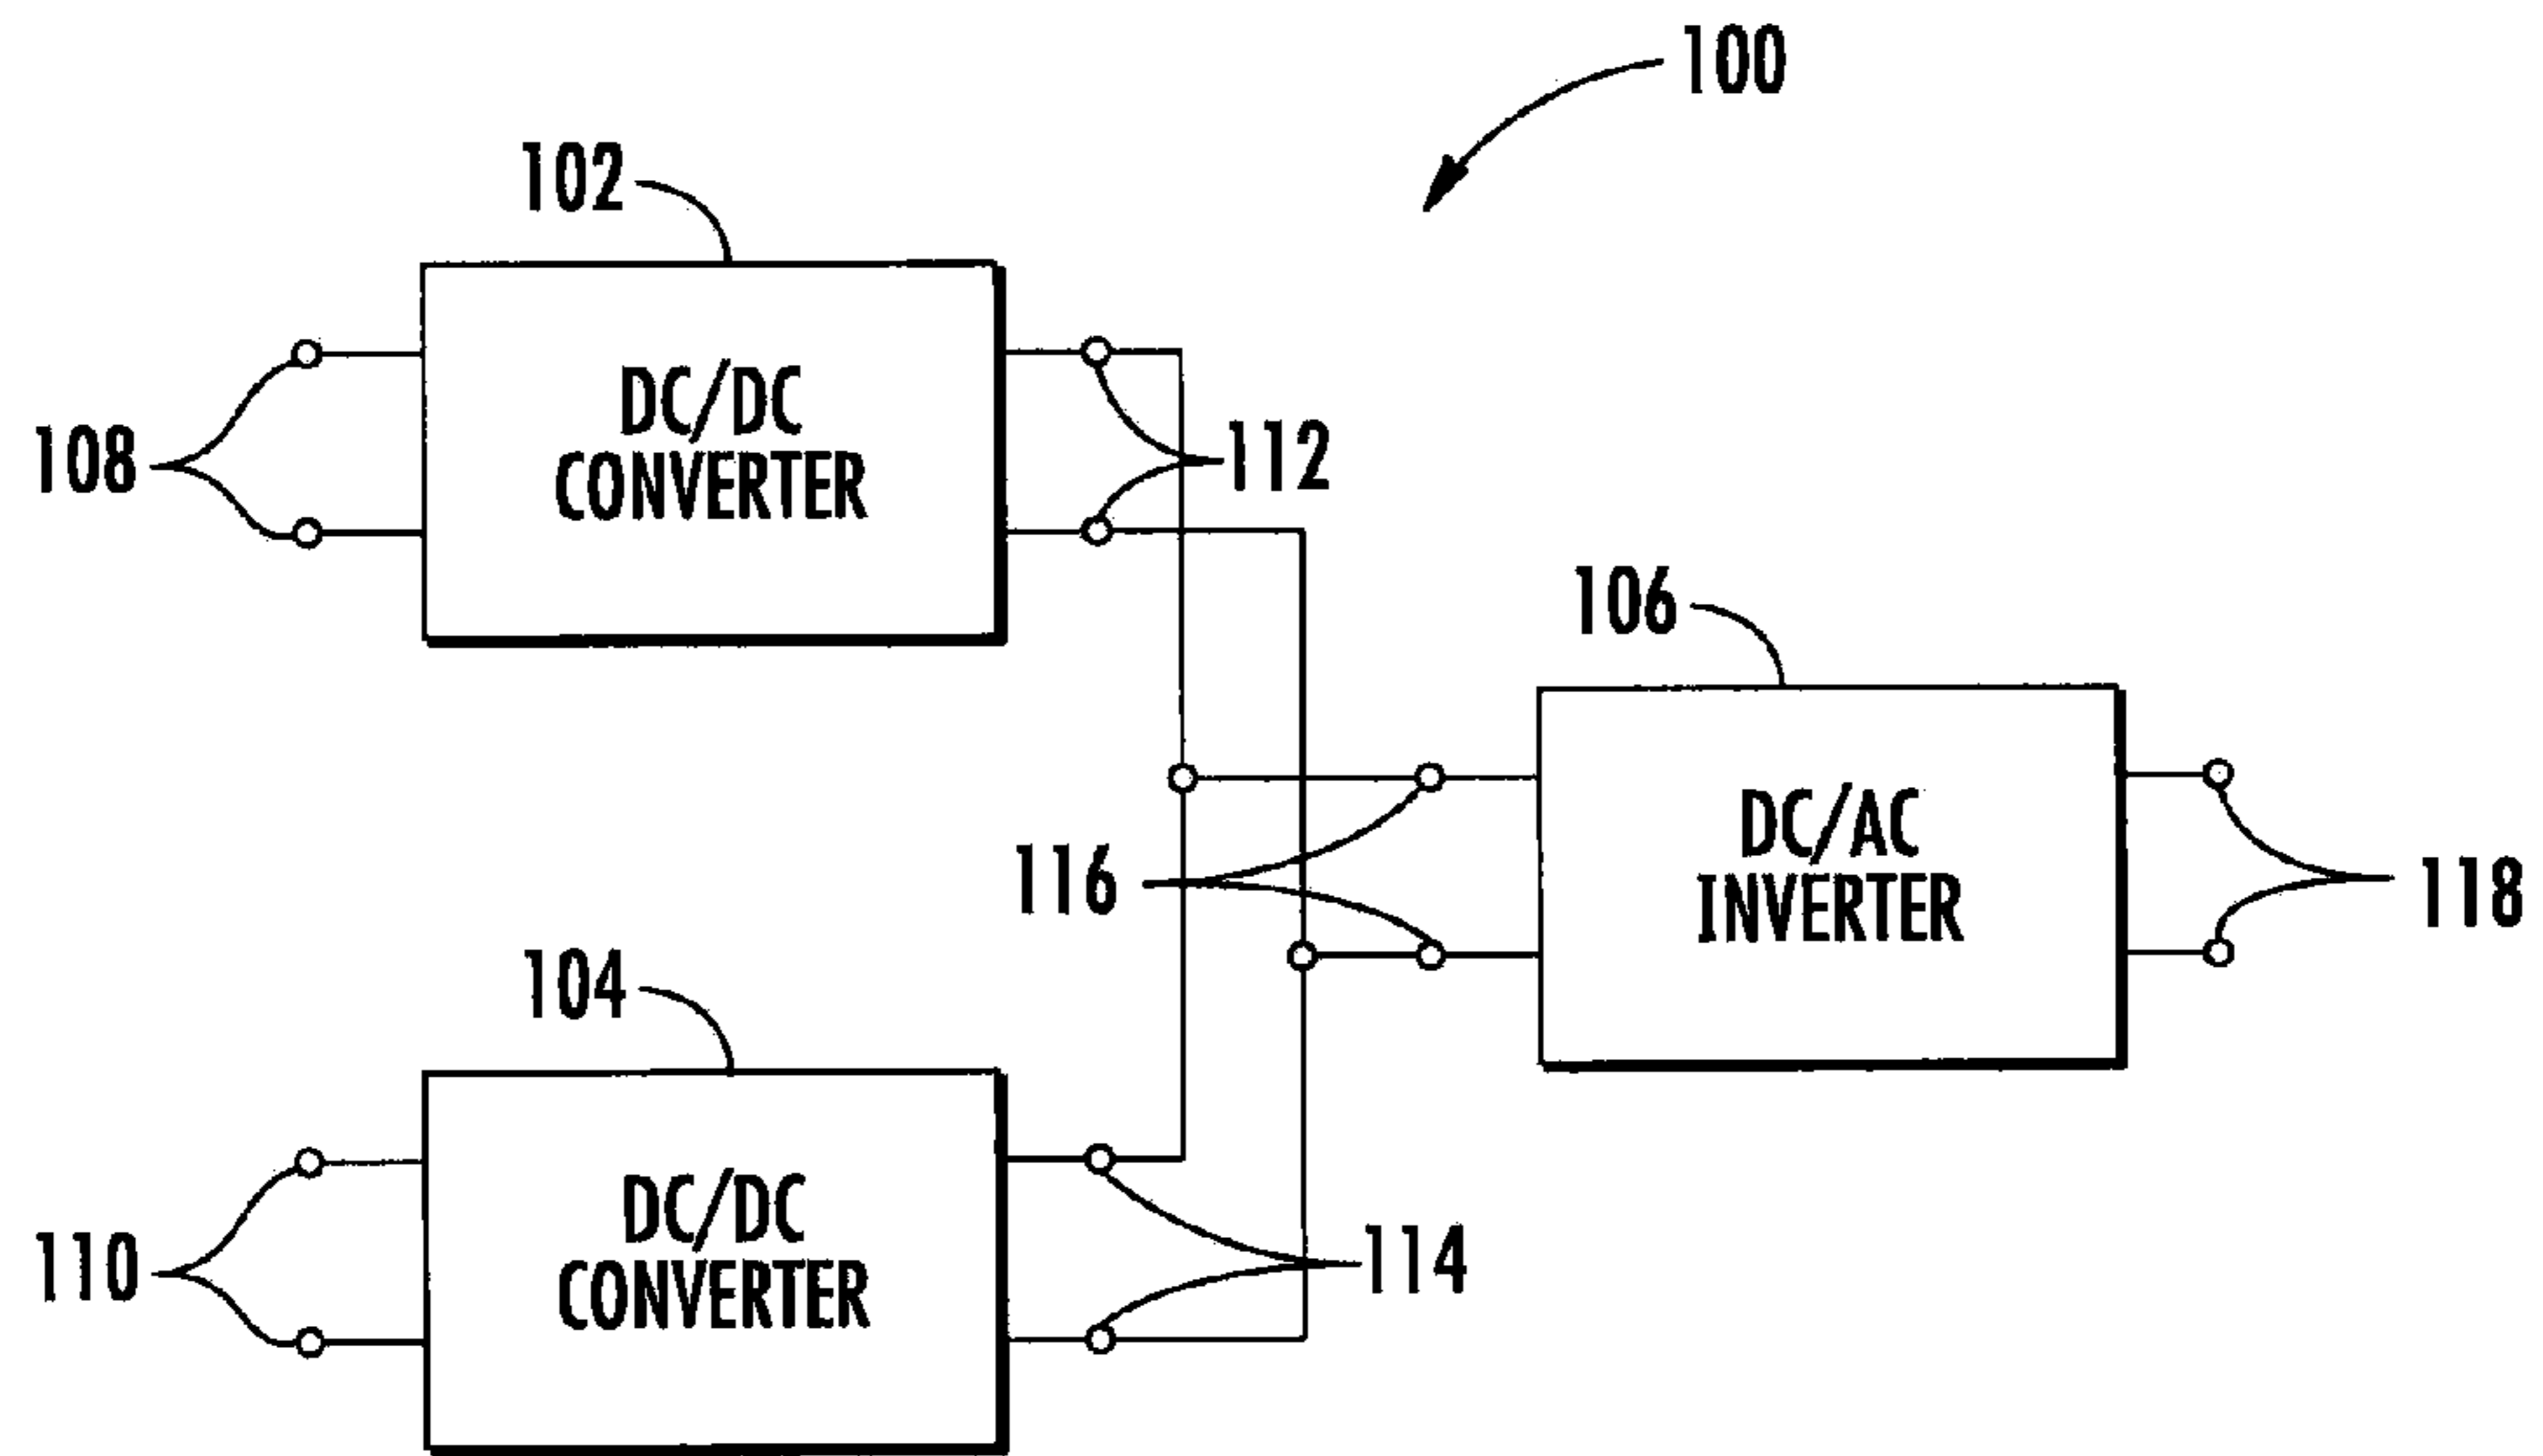 100
102
DC/DC
CONVERTER
108
112
106
DC/AC
INVERTER
116
118
104
DC/DC
CONVERTER
110
114